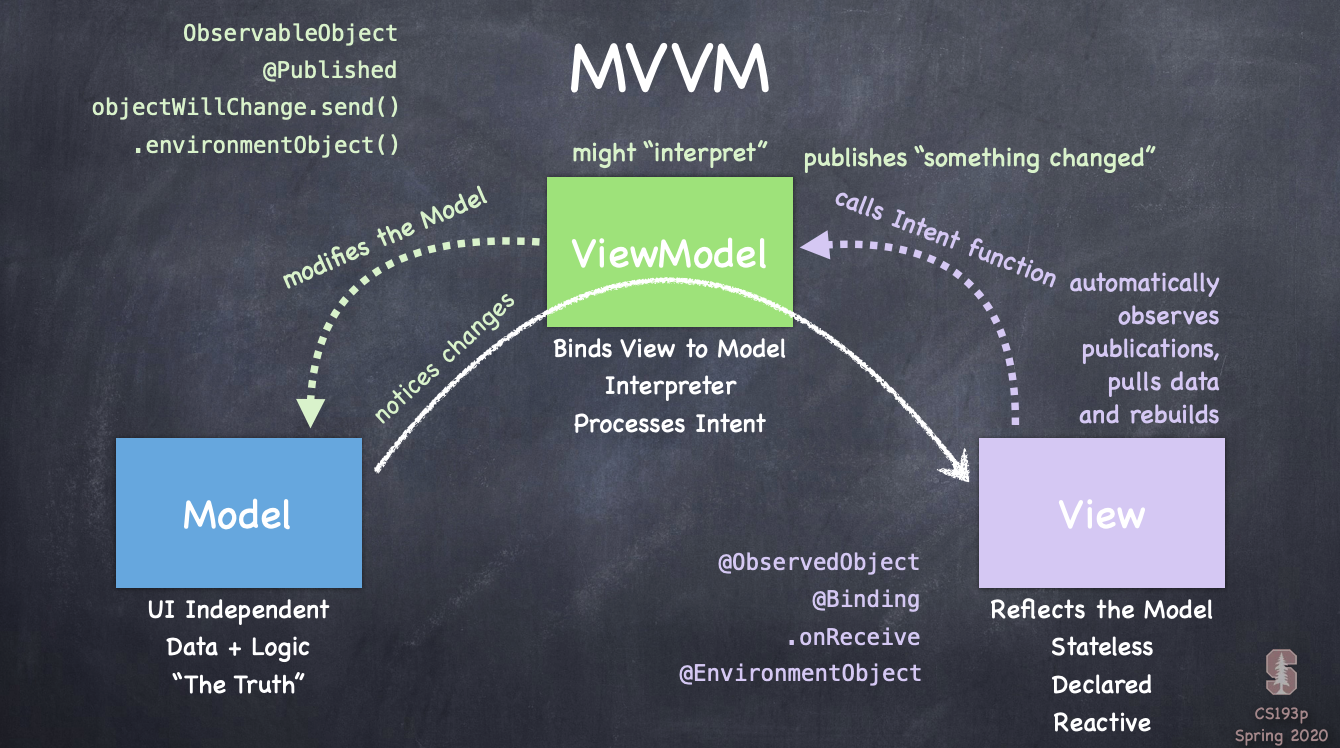 ObservableObject
@Published
objectWillChange.send()
.environmentObject()
MVVM
might “interpret”
publishes “something changed”
modifies the Model
notices changes
ViewModel
calls Intent function
automatically
observes
publications,
pulls data
and rebuilds
Binds View to Model
Interpreter
Processes Intent
Model
UI Independent
Data + Logic
“The Truth”
@ObservedObject
@Binding
.onReceive
@EnvironmentObject
View
Reflects the Model
Stateless
Declared
Reactive
S
CS193p
Spring 2020